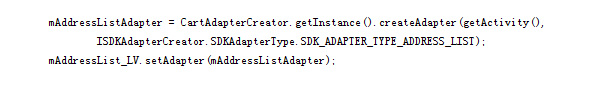 mAddressListAdapter = CartAdapterCreator.getInstance().createAdapter(getActivity(),
ISDKAdapterCreator.SDKAdapterType.SDK_ADAPTER_TYPE_ADDRESS_LIST);
mAddressList_LV.setAdapter(mAddressListAdapter);